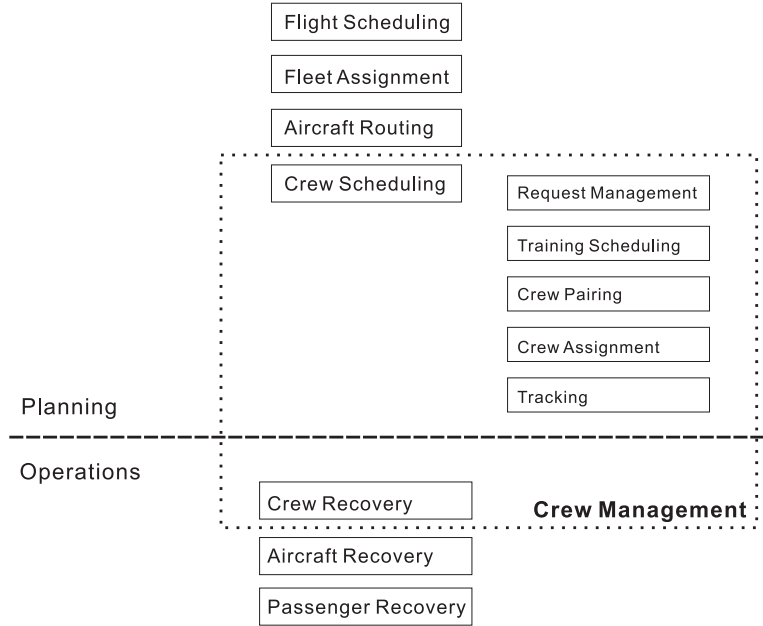 Flight Scheduling
Fleet Assignment
Aircraft Routing
Crew Scheduling
Request Management
Training Scheduling
Crew Pairing
Crew Assignment
Tracking
Planning
Operations
Crew Recovery
Crew Management
Aircraft Recovery
Passenger Recovery